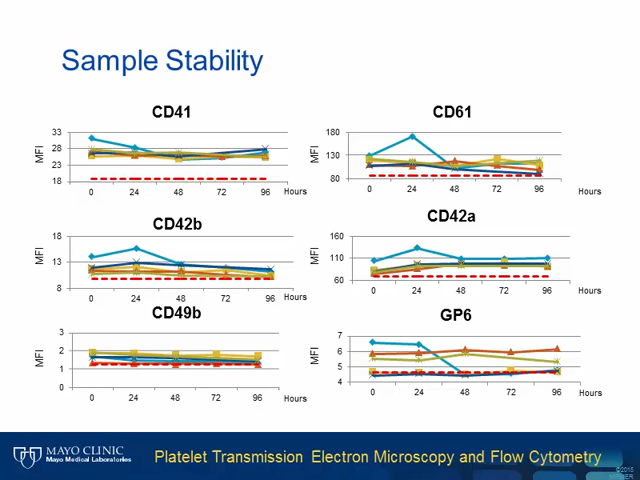 Sample Stability
CD41
MFI
33
28
23
18
0 24 48 72 96 Hours
CD61
MFI
180
130
80
0 24 48 72 96 Hours
CD42b
MFI
18
13
8
0 24 48 72 96 Hours
CD42a
MFI
160
110
60
0 24 48 72 96 Hours
CD49b
MFI
3
2
1
0
0 24 48 72 96 Hours
GP6
MFI
7
6
5
4
0 24 48 72 96 Hours
MAYO CLINIC
Mayo Medical Laboratories
Platelet Transmission Electron Microscopy and Flow Cytometry